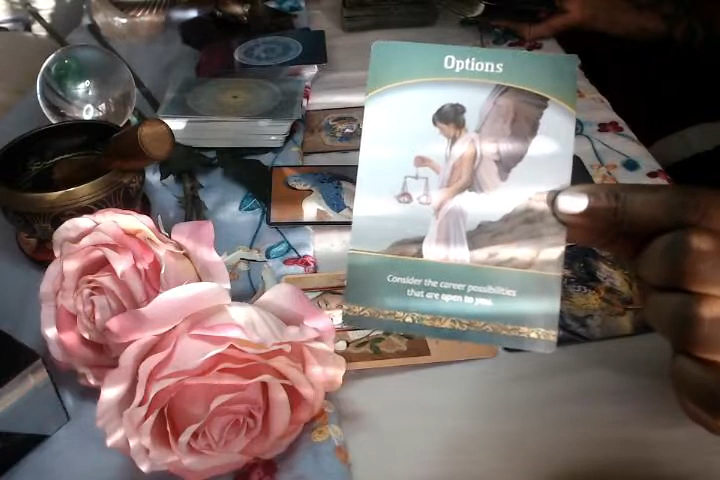 Options
Consider the career possibilities
that are open to you.